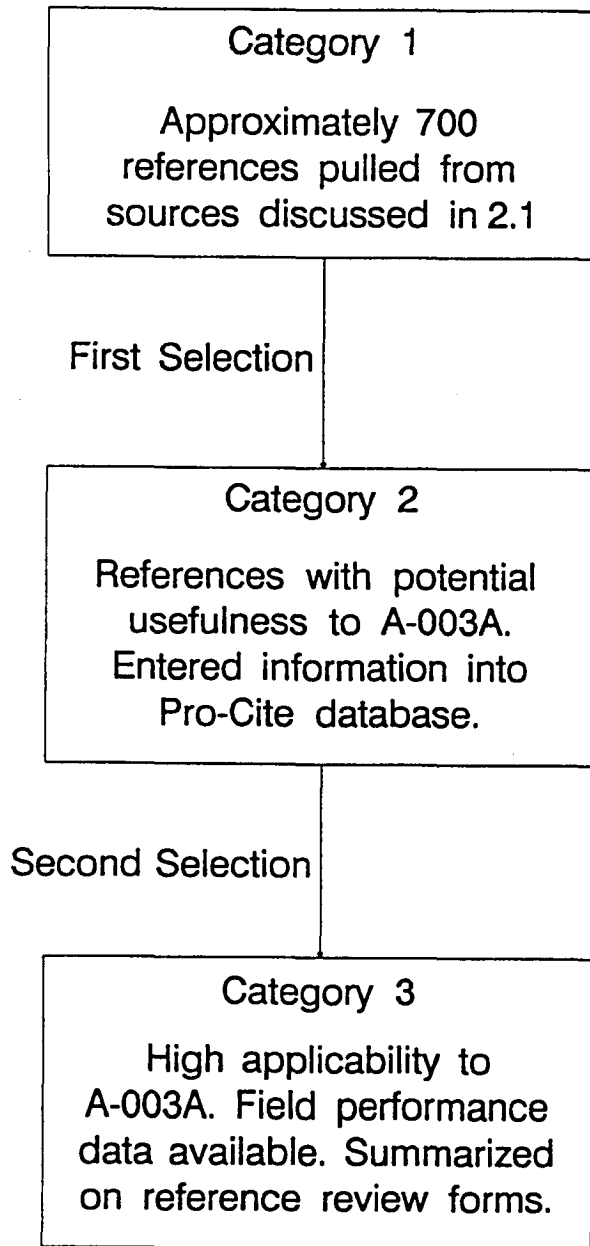 Category 1
Approximately 700
references pulled from
sources discussed in 2.1
First Selection
Category 2
References with potential
usefulness to A-003A.
Entered information into
Pro-Cite database.
Second Selection
Category 3
High applicability to
A-003A. Field performance
data available. Summarized
on reference review forms.